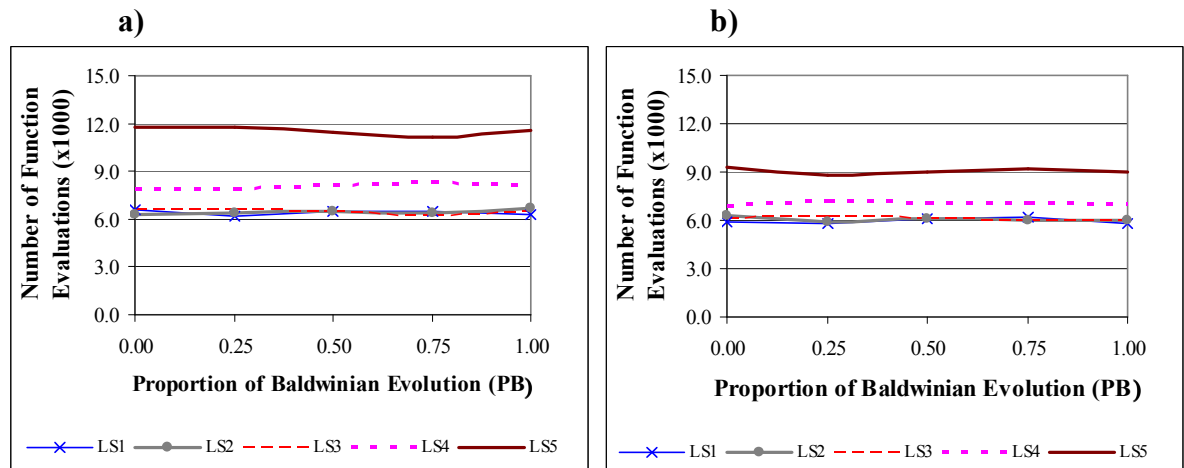 a)
Number of Function
Evaluations (x1000)
15.0
12.0
9.0
6.0
3.0
0.0
0.00 0.25 0.50 0.75 1.00
Proportion of Baldwinian Evolution (PB)
LS1 LS2 LS3 LS4 LS5
b)
Number of Function
Evaluations (x1000)
15.0
12.0
9.0
6.0
3.0
0.0
0.00 0.25 0.50 0.75 1.00
Proportion of Baldwinian Evolution (PB)
LS1 LS2 LS3 LS4 LS5